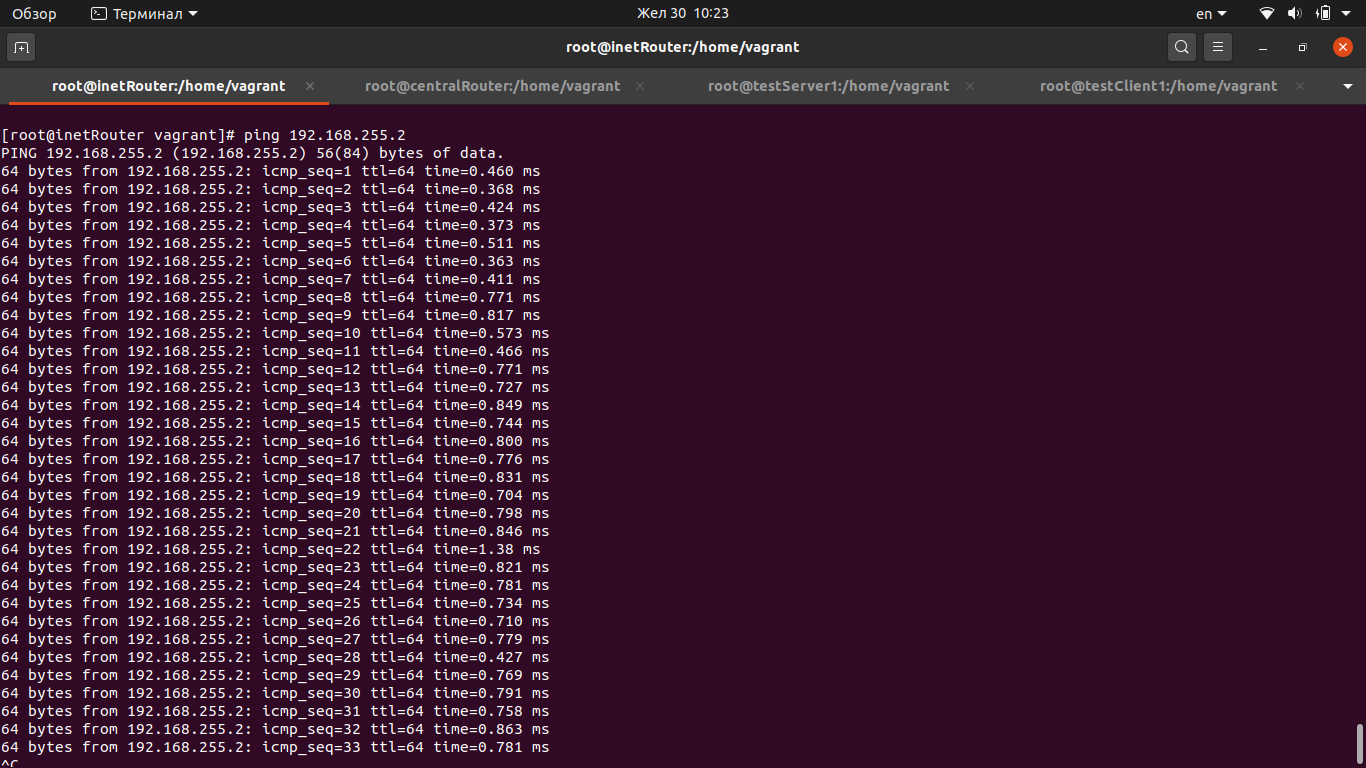 Обзор Терминал Жел 30 10:23 en
root@inetRouter:/home/vagrant
root@inetRouter:/home/vagrant × root@centralRouter:/home/vagrant × root@testServer1:/home/vagrant × root@testClient1:/home/vagrant ×
[root@inetRouter vagrant]# ping 192.168.255.2
PING 192.168.255.2 (192.168.255.2) 56(84) bytes of data.
64 bytes from 192.168.255.2: icmp_seq=1 ttl=64 time=0.460 ms
64 bytes from 192.168.255.2: icmp_seq=2 ttl=64 time=0.368 ms
64 bytes from 192.168.255.2: icmp_seq=3 ttl=64 time=0.424 ms
64 bytes from 192.168.255.2: icmp_seq=4 ttl=64 time=0.373 ms
64 bytes from 192.168.255.2: icmp_seq=5 ttl=64 time=0.511 ms
64 bytes from 192.168.255.2: icmp_seq=6 ttl=64 time=0.363 ms
64 bytes from 192.168.255.2: icmp_seq=7 ttl=64 time=0.411 ms
64 bytes from 192.168.255.2: icmp_seq=8 ttl=64 time=0.771 ms
64 bytes from 192.168.255.2: icmp_seq=9 ttl=64 time=0.817 ms
64 bytes from 192.168.255.2: icmp_seq=10 ttl=64 time=0.573 ms
64 bytes from 192.168.255.2: icmp_seq=11 ttl=64 time=0.466 ms
64 bytes from 192.168.255.2: icmp_seq=12 ttl=64 time=0.771 ms
64 bytes from 192.168.255.2: icmp_seq=13 ttl=64 time=0.727 ms
64 bytes from 192.168.255.2: icmp_seq=14 ttl=64 time=0.849 ms
64 bytes from 192.168.255.2: icmp_seq=15 ttl=64 time=0.744 ms
64 bytes from 192.168.255.2: icmp_seq=16 ttl=64 time=0.800 ms
64 bytes from 192.168.255.2: icmp_seq=17 ttl=64 time=0.776 ms
64 bytes from 192.168.255.2: icmp_seq=18 ttl=64 time=0.831 ms
64 bytes from 192.168.255.2: icmp_seq=19 ttl=64 time=0.704 ms
64 bytes from 192.168.255.2: icmp_seq=20 ttl=64 time=0.798 ms
64 bytes from 192.168.255.2: icmp_seq=21 ttl=64 time=0.846 ms
64 bytes from 192.168.255.2: icmp_seq=22 ttl=64 time=1.38 ms
64 bytes from 192.168.255.2: icmp_seq=23 ttl=64 time=0.821 ms
64 bytes from 192.168.255.2: icmp_seq=24 ttl=64 time=0.781 ms
64 bytes from 192.168.255.2: icmp_seq=25 ttl=64 time=0.734 ms
64 bytes from 192.168.255.2: icmp_seq=26 ttl=64 time=0.710 ms
64 bytes from 192.168.255.2: icmp_seq=27 ttl=64 time=0.779 ms
64 bytes from 192.168.255.2: icmp_seq=28 ttl=64 time=0.427 ms
64 bytes from 192.168.255.2: icmp_seq=29 ttl=64 time=0.769 ms
64 bytes from 192.168.255.2: icmp_seq=30 ttl=64 time=0.791 ms
64 bytes from 192.168.255.2: icmp_seq=31 ttl=64 time=0.758 ms
64 bytes from 192.168.255.2: icmp_seq=32 ttl=64 time=0.863 ms
64 bytes from 192.168.255.2: icmp_seq=33 ttl=64 time=0.781 ms
^C